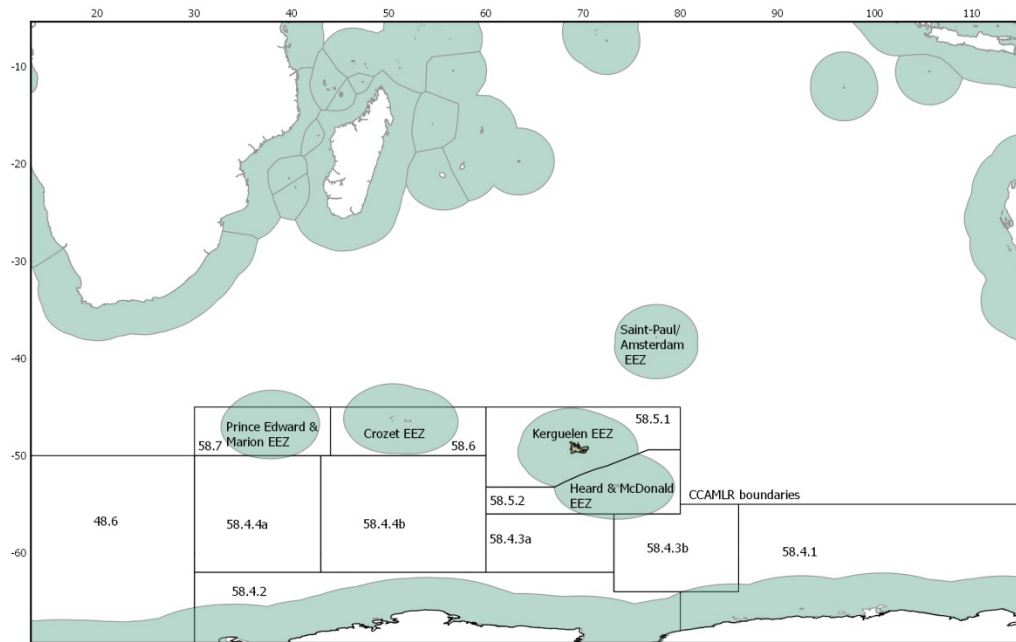 20 30 40 50 60 70 80 90 100 110
-10
-20
-30
-40
-50
-60
Saint-Paul/
Amsterdam
EEZ
Prince Edward &
Marion EEZ
58.7
Crozet EEZ
58.6
Kerguelen EEZ
58.5.1
Heard & McDonald
EEZ
58.5.2
CCAMLR boundaries
48.6
58.4.4a
58.4.4b
58.4.3a
58.4.3b
58.4.1
58.4.2